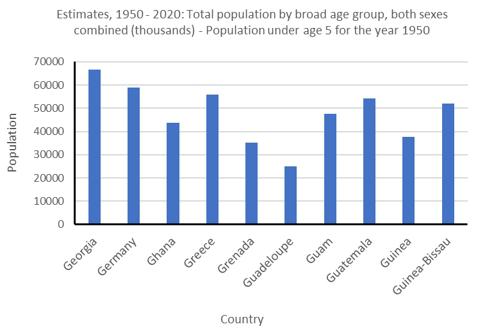 Estimates, 1950 - 2020: Total population by broad age group, both sexes
combined (thousands) - Population under age 5 for the year 1950
Population
70000
60000
50000
40000
30000
20000
10000
0
Georgia
Germany
Ghana
Greece
Grenada
Guadeloupe
Guam
Guatemala
Guinea
Guinea-Bissau
Country